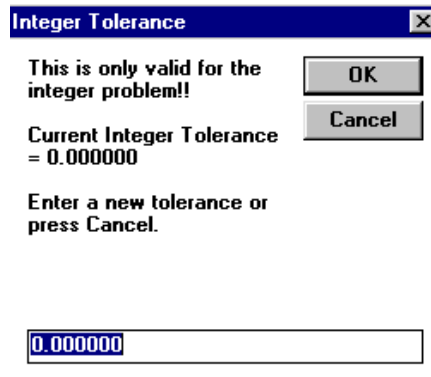 Integer Tolerance
This is only valid for the
integer problem!!
OK
Cancel
Current Integer Tolerance
= 0.000000
Enter a new tolerance or
press Cancel.
0.000000